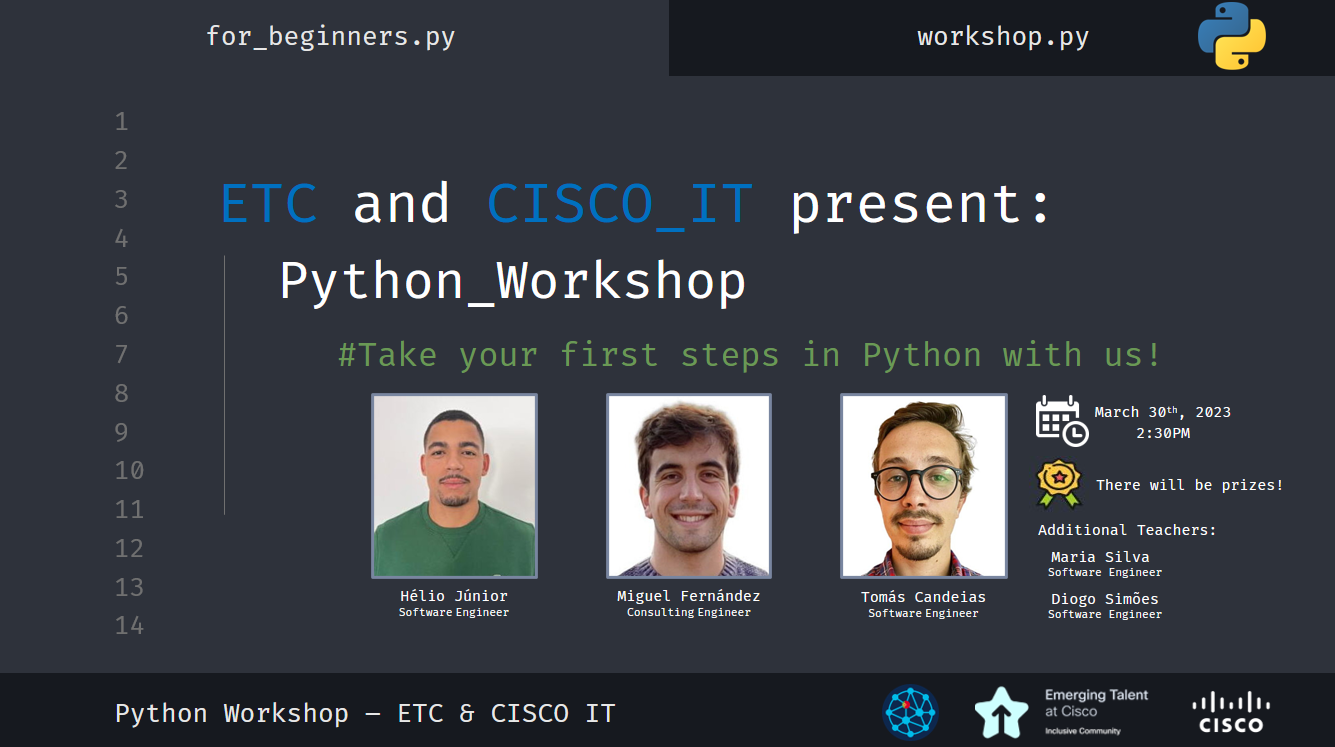 for_beginners.py
workshop.py
1
2
3
4
5
6
7
8
9
10
11
12
13
14
ETC and CISCO_IT present:
Python_Workshop
#Take your first steps in Python with us!
March 30th, 2023
2:30PM
There will be prizes!
Additional Teachers:
Maria Silva
Software Engineer
Diogo Simões
Software Engineer
Hélio Júnior
Software Engineer
Miguel Fernández
Consulting Engineer
Tomás Candeias
Software Engineer
Python Workshop – ETC & CISCO IT
Emerging Talent
at Cisco
Inclusive Community
CISCO